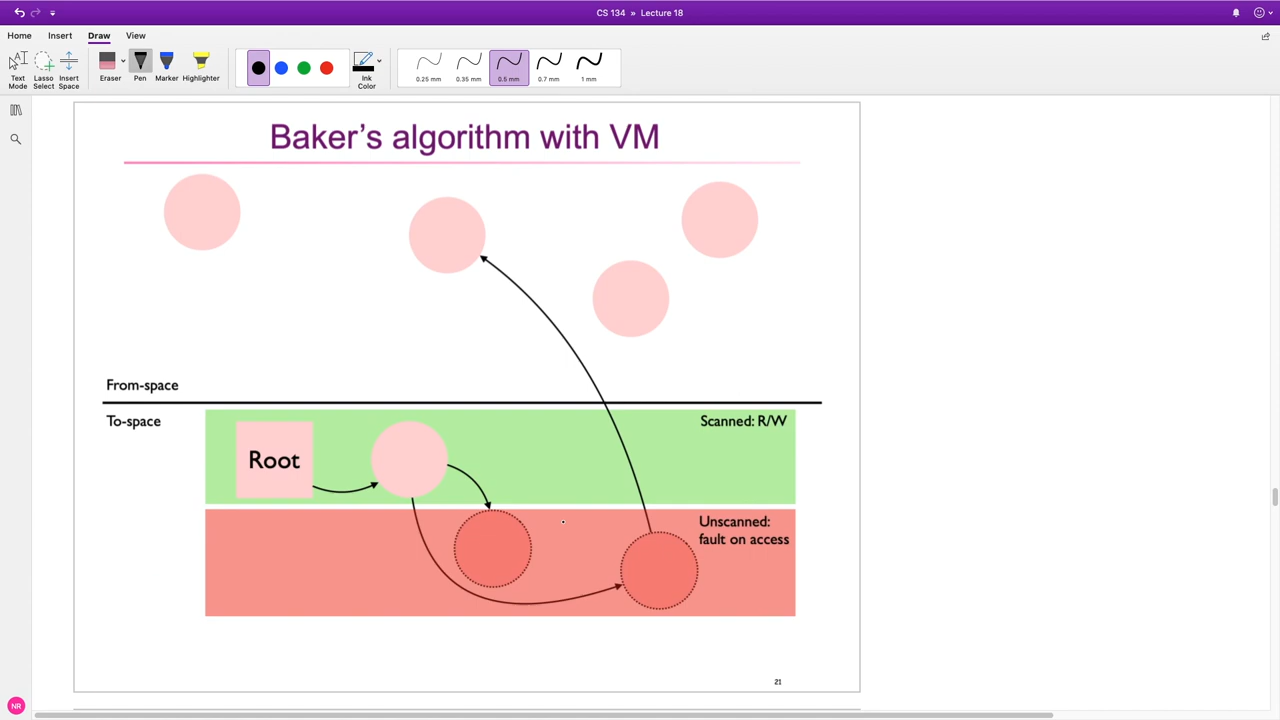 CS 134 » Lecture 18
Home Insert Draw View
Text Mode
Lasso Select
Insert Space
Eraser
Pen
Marker
Highlighter
Ink Color
0.25 mm
0.35 mm
0.5 mm
0.7 mm
1 mm
Baker's algorithm with VM
From-space
To-space
Scanned: R/W
Root
Unscanned:
fault on access
21
NR